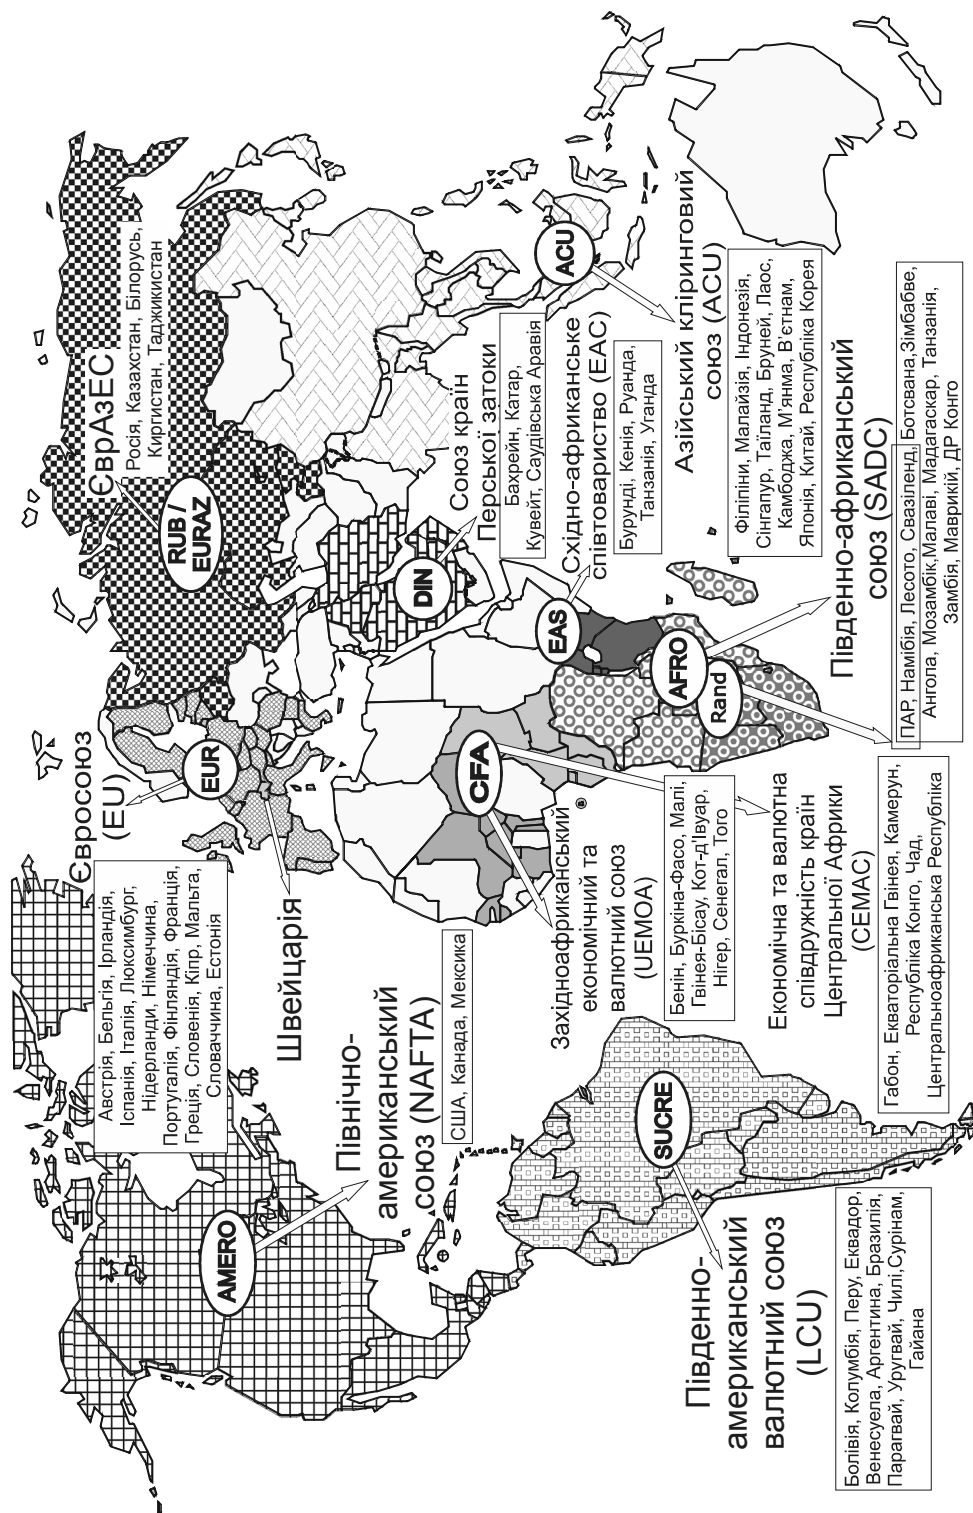 Євросоюз
(EU)
Австрія, Бельгія, Ірландія,
Іспанія, Італія, Люксимбург,
Нідерланди, Німеччина,
Португалія, Фінляндія, Франція,
Греція, Словенія, Кіпр, Мальта,
Словаччина, Естонія
EUR
Швейцарія
ЄврАзЕС
Росія, Казахстан, Білорусь,
Киргистан, Таджикистан
RUB /
EURAZ
Північно-
американський
союз (NAFTA)
США, Канада, Мексика
AMERO
Союз країн
Перської затоки
Бахрейн, Катар,
Кувейт, Саудівська Аравія
DIN
Східно-африканське
співтовариство (EAC)
Бурунді, Кенія, Руанда,
Танзанія, Уганда
EAS
Азійський кліринговий
союз (ACU)
Філіпіни, Малайзія, Індонезія,
Сінгапур, Таїланд, Бруней, Лаос,
Камбоджа, М'янма, В'єтнам,
Японія, Китай, Республіка Корея
ACU
CFA
Західноафриканський
економічний та
валютний союз
(UEMOA)
Бенін, Буркіна-Фасо, Малі,
Гвінея-Бісау, Кот-д'Івуар,
Нігер, Сенегал, Того
Економічна та валютна
співдружність країн
Центральної Африки
(CEMAC)
Габон, Екваторіальна Гвінея, Камерун,
Республіка Конго, Чад,
Центральноафриканська Республіка
AFRO
Rand
Південно-африканський
союз (SADC)
ПАР, Намібія, Лесото, Свазіленд, Ботсвана,Зімбабве,
Ангола, Мозамбік,Малаві, Мадагаскар, Танзанія,
Замбія, Маврикій, ДР Конго
SUCRE
Південно-
американський
валютний союз
(LCU)
Болівія, Колумбія, Перу, Еквадор,
Венесуела, Аргентина, Бразилія,
Парагвай, Уругвай, Чилі,Сурінам,
Гайана